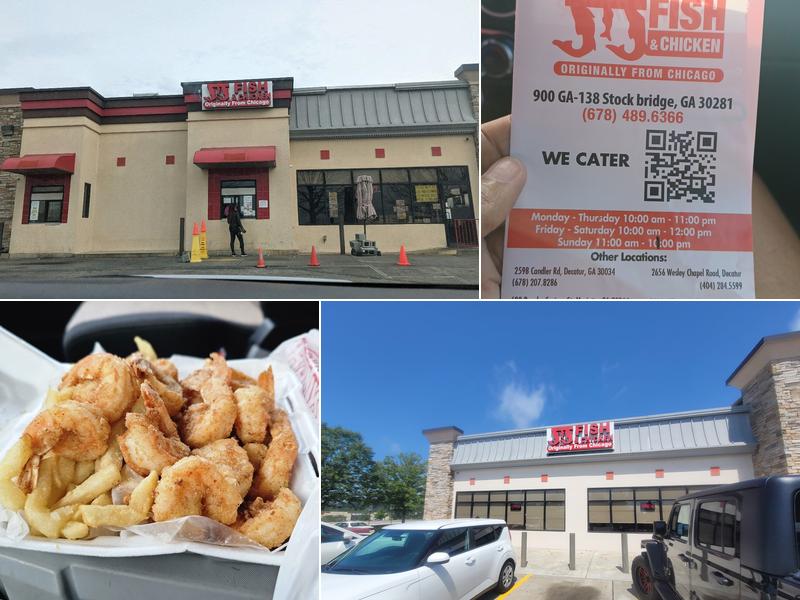 JJ FISH
& CHICKEN
Originally From Chicago
JJ FISH
& CHICKEN
ORIGINALLY FROM CHICAGO
900 GA-138 Stock bridge, GA 30281
(678) 489.6366
WE CATER
Monday - Thursday 10:00 am - 11:00 pm
Friday - Saturday 10:00 am - 12:00 pm
Sunday 11:00 am - 10:00 pm
Other Locations:
2598 Candler Rd, Decatur, GA 30034
(678) 207.8286
2656 Wesley Chapel Road, Decatur
(404) 284.5599
JJ FISH
& CHICKEN
Originally From Chicago